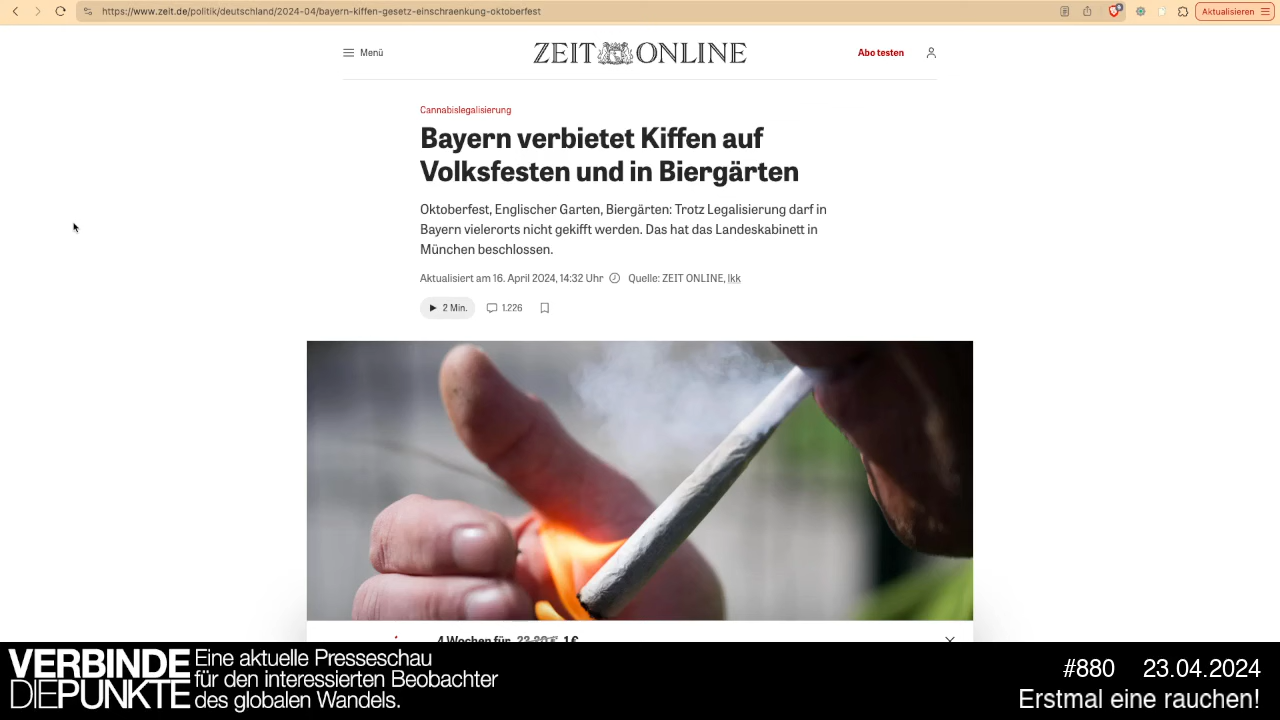 https://www.zeit.de/politik/deutschland/2024-04/bayern-kiffen-gesetz-einschraenkung-oktoberfest
Aktualisieren
Menü
ZEIT ONLINE
Abo testen
Cannabislegalisierung
Bayern verbietet Kiffen auf
Volksfesten und in Biergärten
Oktoberfest, Englischer Garten, Biergärten: Trotz Legalisierung darf in
Bayern vielerorts nicht gekifft werden. Das hat das Landeskabinett in
München beschlossen.
Aktualisiert am 16. April 2024, 14:32 Uhr
Quelle: ZEIT ONLINE, lkk
2 Min.
1.226
4 Wochen für 23,20 € 1 €
VERBINDE
DIEPUNKTE
Eine aktuelle Presseschau
für den interessierten Beobachter
des globalen Wandels.
#880 23.04.2024
Erstmal eine rauchen!